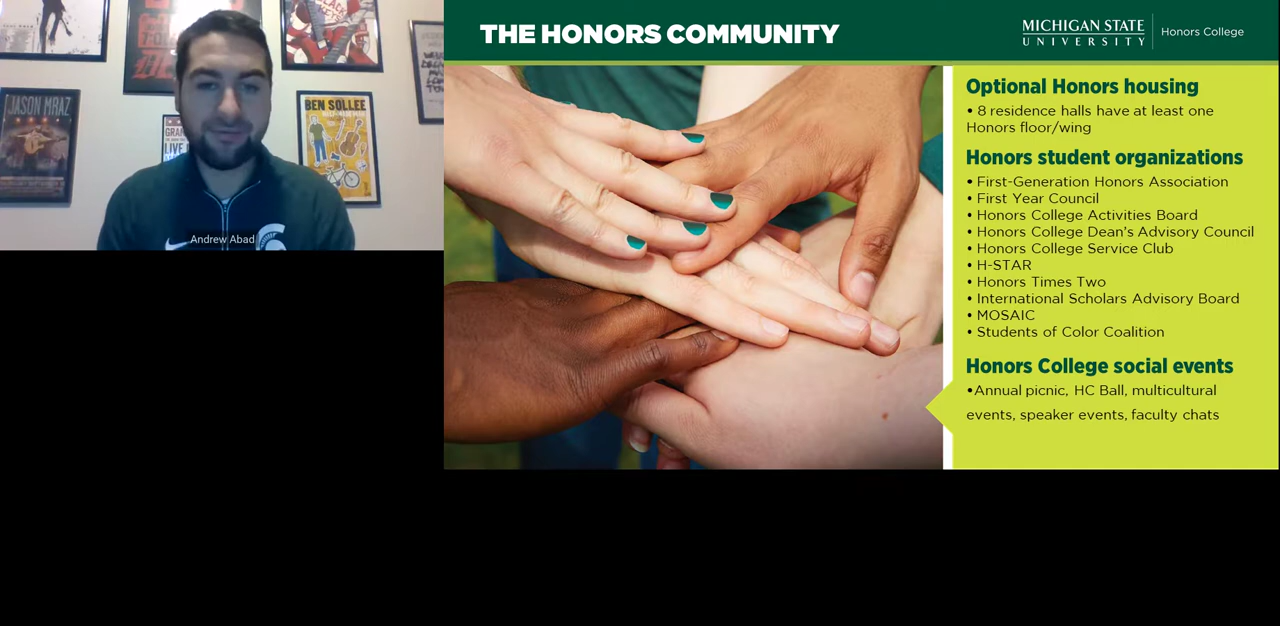 JASON MRAZ
BEN SOLLEE
LIVE
Andrew Abad
THE HONORS COMMUNITY
MICHIGAN STATE
UNIVERSITY
Honors College
Optional Honors housing
• 8 residence halls have at least one
Honors floor/wing
Honors student organizations
• First-Generation Honors Association
• First Year Council
• Honors College Activities Board
• Honors College Dean's Advisory Council
• Honors College Service Club
• H-STAR
• Honors Times Two
• International Scholars Advisory Board
• MOSAIC
• Students of Color Coalition
Honors College social events
•Annual picnic, HC Ball, multicultural
events, speaker events, faculty chats